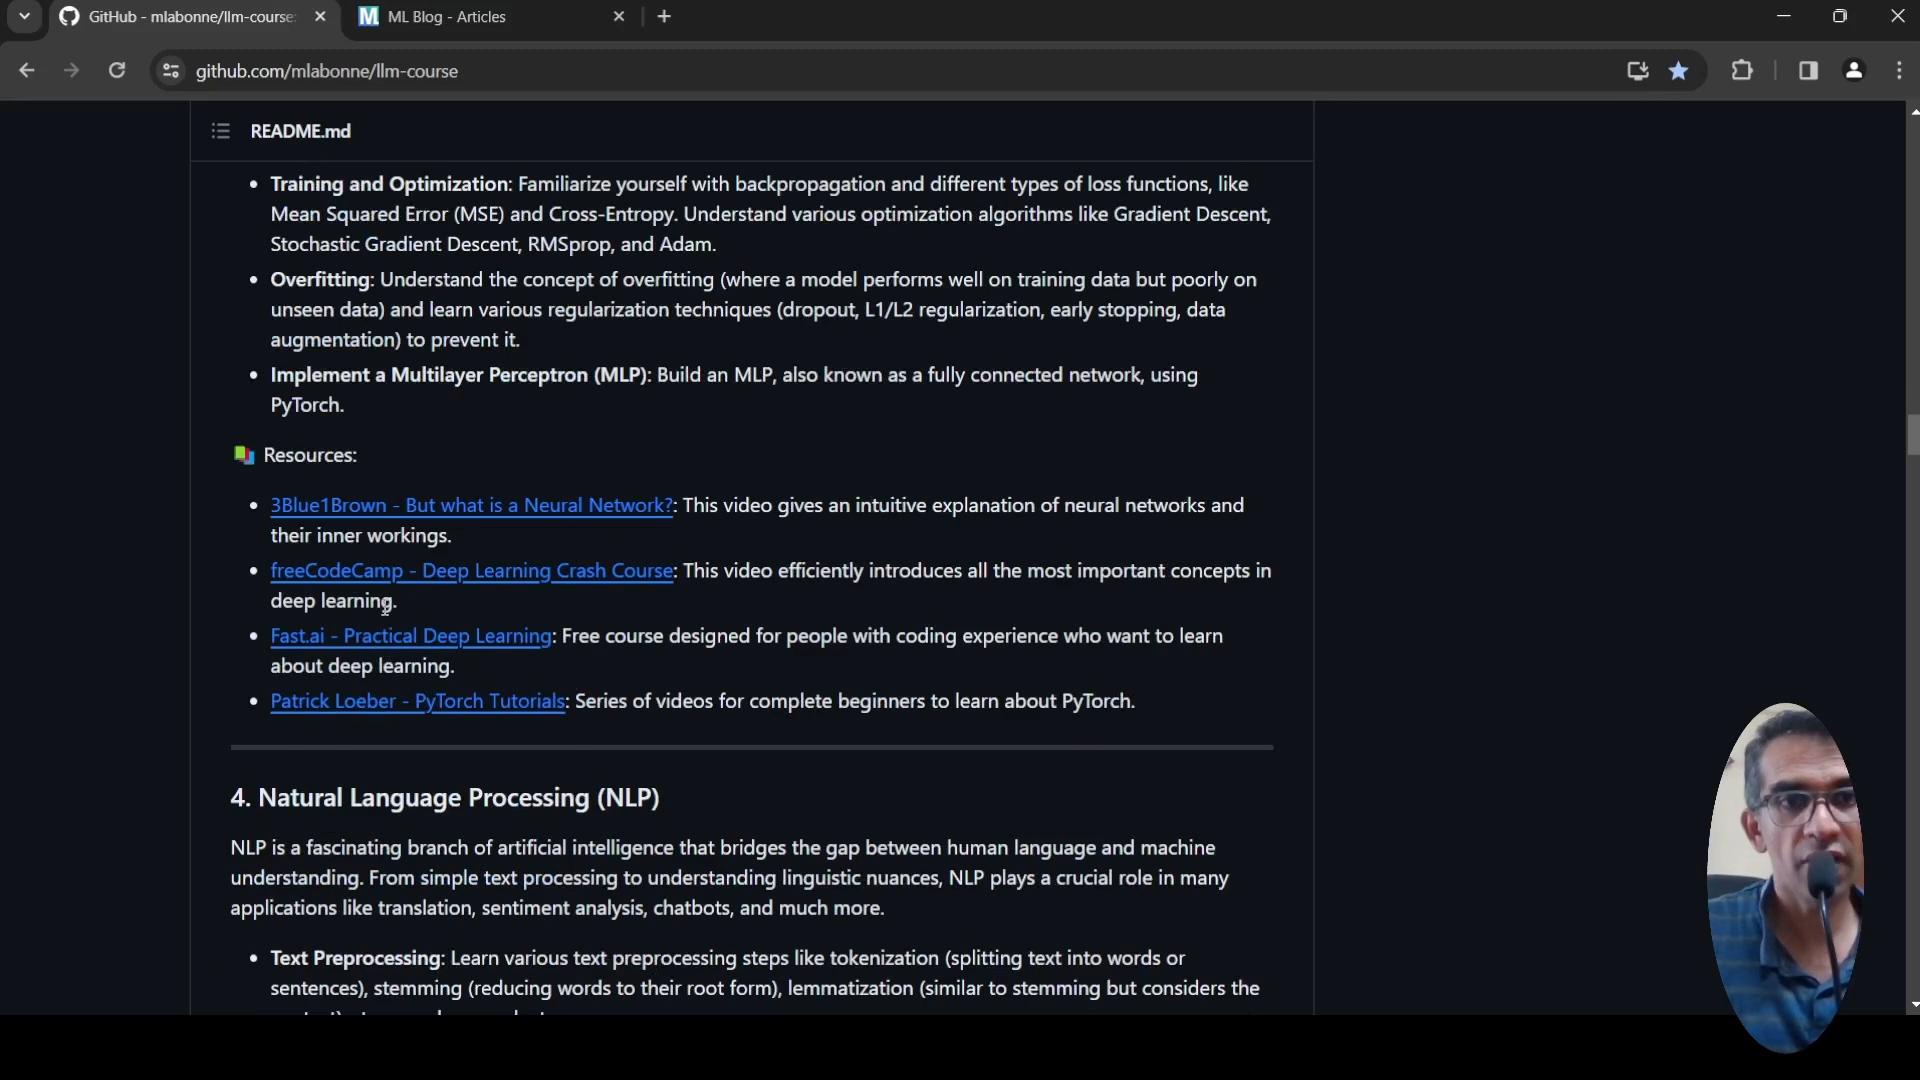 GitHub - mlabonne/llm-course:
ML Blog - Articles
github.com/mlabonne/llm-course
README.md
• Training and Optimization: Familiarize yourself with backpropagation and different types of loss functions, like
Mean Squared Error (MSE) and Cross-Entropy. Understand various optimization algorithms like Gradient Descent,
Stochastic Gradient Descent, RMSprop, and Adam.
• Overfitting: Understand the concept of overfitting (where a model performs well on training data but poorly on
unseen data) and learn various regularization techniques (dropout, L1/L2 regularization, early stopping, data
augmentation) to prevent it.
• Implement a Multilayer Perceptron (MLP): Build an MLP, also known as a fully connected network, using
PyTorch.
Resources:
• 3Blue1Brown - But what is a Neural Network?: This video gives an intuitive explanation of neural networks and
their inner workings.
• freeCodeCamp - Deep Learning Crash Course: This video efficiently introduces all the most important concepts in
deep learning.
• Fast.ai - Practical Deep Learning: Free course designed for people with coding experience who want to learn
about deep learning.
• Patrick Loeber - PyTorch Tutorials: Series of videos for complete beginners to learn about PyTorch.
4. Natural Language Processing (NLP)
NLP is a fascinating branch of artificial intelligence that bridges the gap between human language and machine
understanding. From simple text processing to understanding linguistic nuances, NLP plays a crucial role in many
applications like translation, sentiment analysis, chatbots, and much more.
• Text Preprocessing: Learn various text preprocessing steps like tokenization (splitting text into words or
sentences), stemming (reducing words to their root form), lemmatization (similar to stemming but considers the